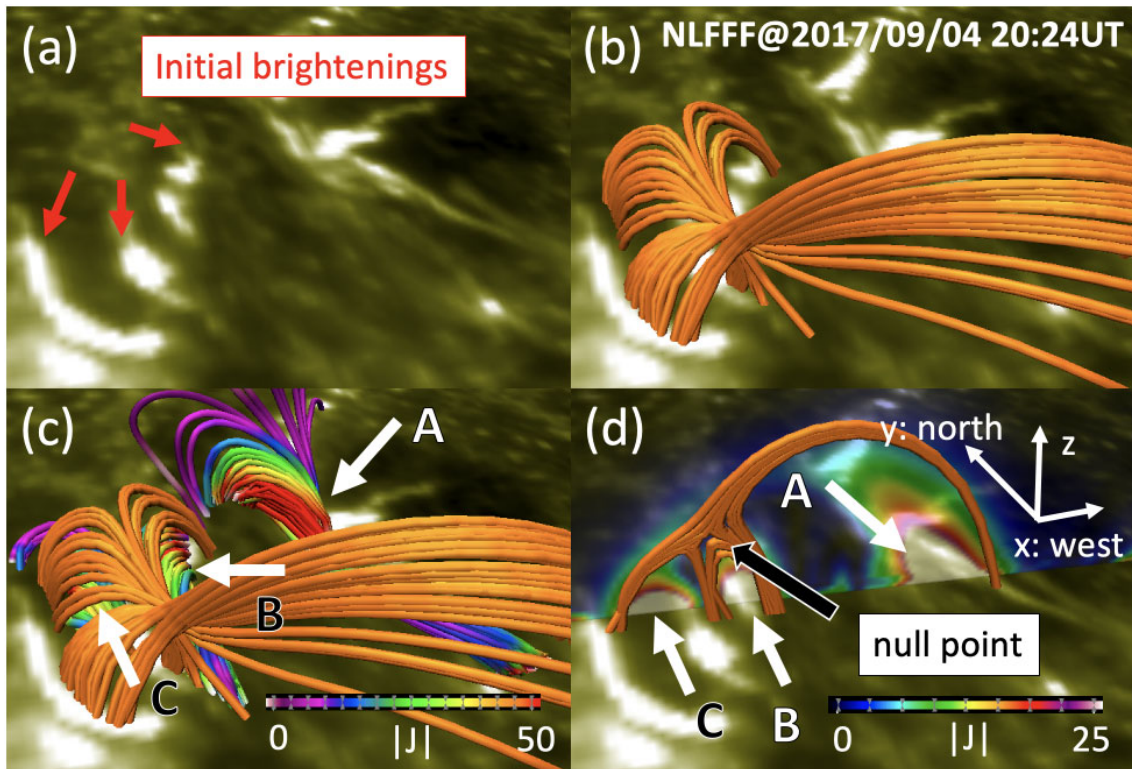 (a)
Initial brightenings
(b)
NLFFF@2017/09/04 20:24UT
(c)
A
B
C
0 |J| 50
(d)
y: north
z
x: west
A
null point
C
B
0 |J| 25